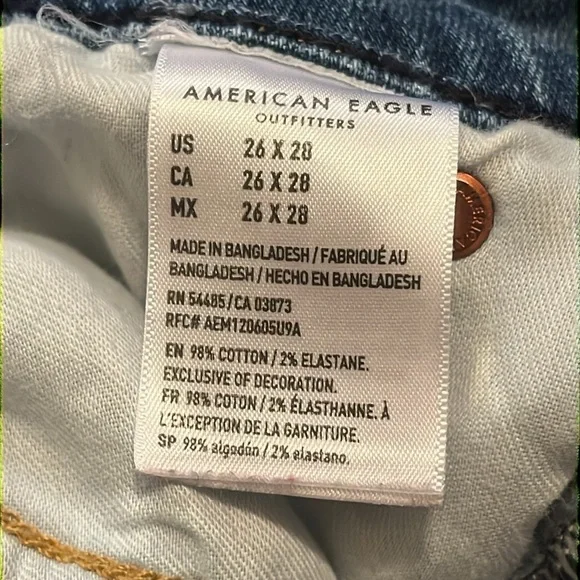 AMERICAN EAGLE
OUTFITTERS
US 26 X 28
CA 26 X 28
MX 26 X 28
MADE IN BANGLADESH / FABRIQUÉ AU
BANGLADESH / HECHO EN BANGLADESH
RN 54485 / CA 03873
RFC# AEM120605U9A
EN 98% COTTON / 2% ELASTANE.
EXCLUSIVE OF DECORATION.
FR 98% COTON / 2% ÉLASTHANNE. À
L'EXCEPTION DE LA GARNITURE.
SP 98% algodón / 2% elastano.